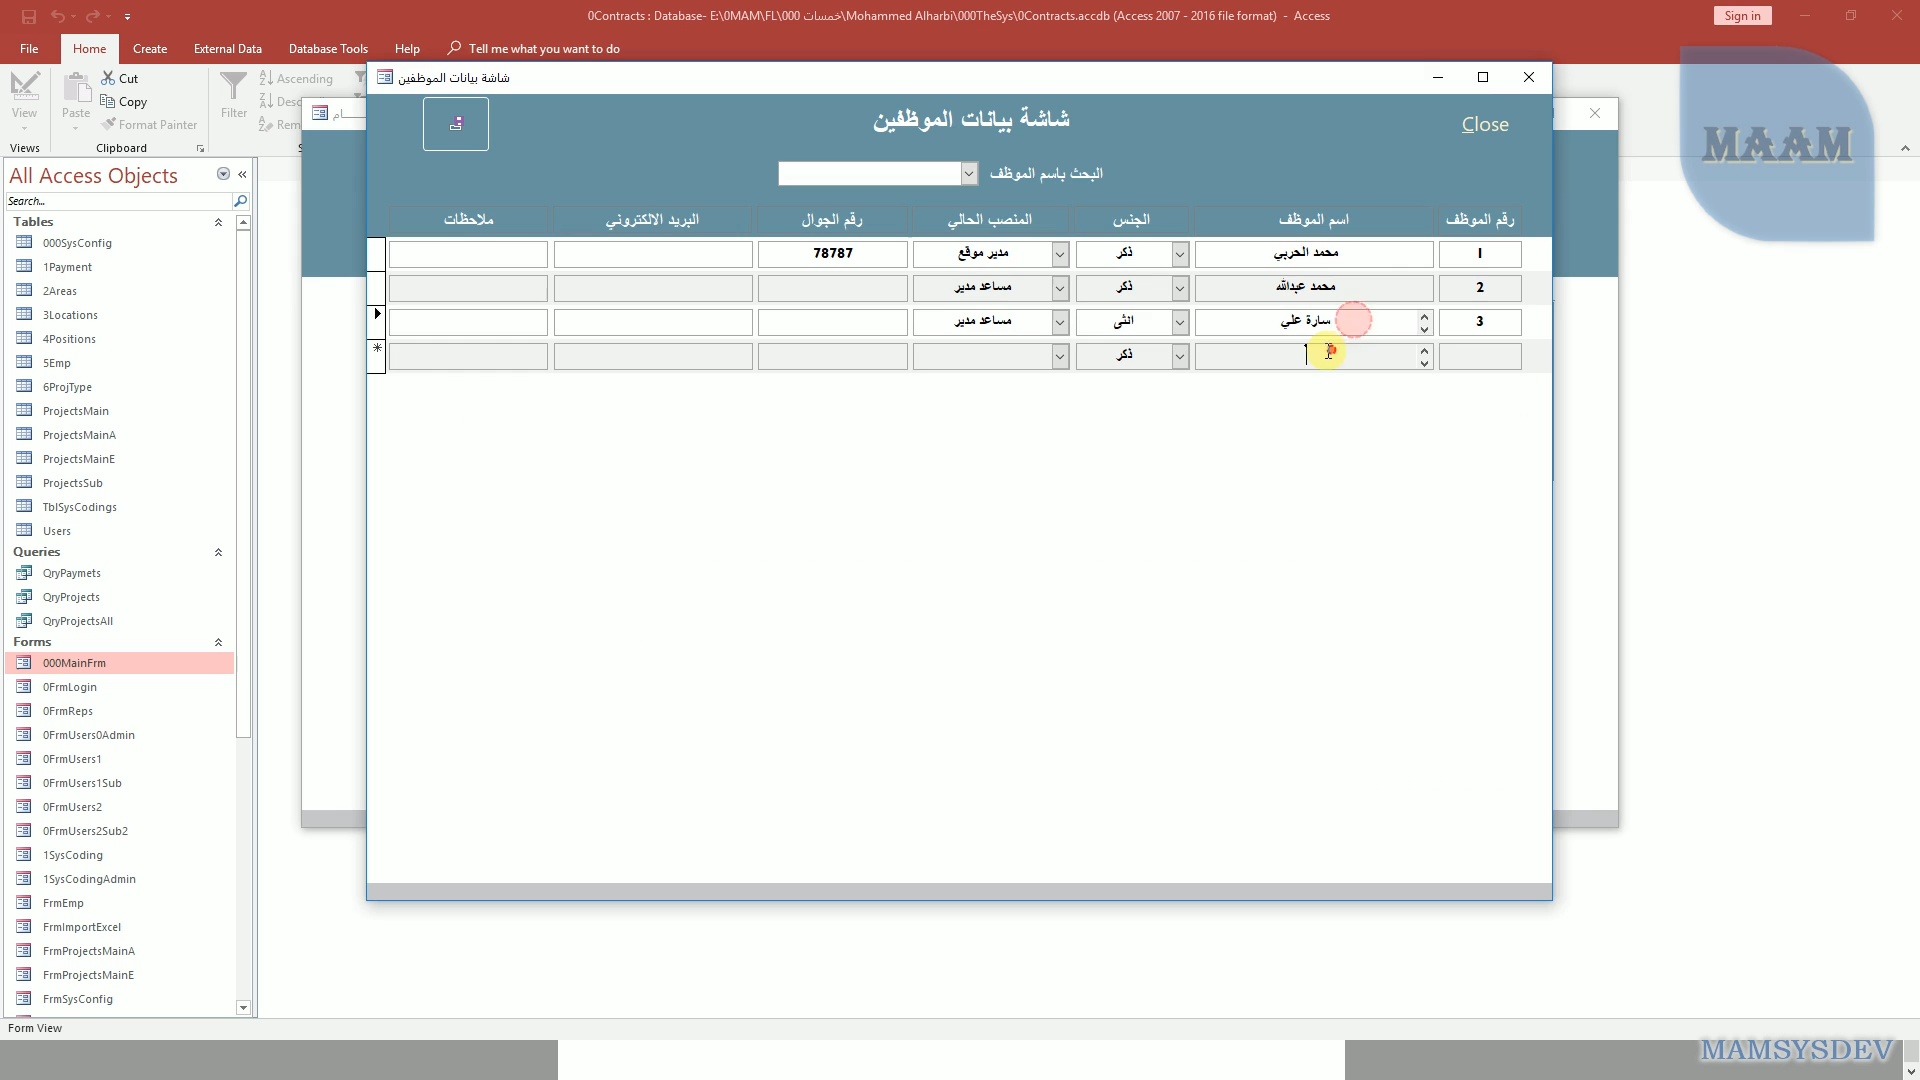 0Contracts : Database- E:\0MAM\FL\000 خمسات\Mohammed Alharbi\000TheSys\0Contracts.accdb (Access 2007 - 2016 file format) - Access
Sign in
File Home Create External Data Database Tools Help Tell me what you want to do
View
Views
Paste
Cut
Copy
Format Painter
Clipboard
Filter
Ascending
Desc
Rem
MAAM
شاشة بيانات الموظفين
شاشة بيانات الموظفين
Close
البحث باسم الموظف
رقم الموظف اسم الموظف الجنس المنصب الحالي رقم الجوال البريد الالكتروني ملاحظات
1 محمد الحربي ذكر مدير موقع 78787
2 محمد عبدالله ذكر مساعد مدير
3 سارة علي انثى مساعد مدير
ذكر
All Access Objects
Search...
Tables
000SysConfig
1Payment
2Areas
3Locations
4Positions
5Emp
6ProjType
ProjectsMain
ProjectsMainA
ProjectsMainE
ProjectsSub
TblSysCodings
Users
Queries
QryPaymets
QryProjects
QryProjectsAll
Forms
000MainFrm
0FrmLogin
0FrmReps
0FrmUsers0Admin
0FrmUsers1
0FrmUsers1Sub
0FrmUsers2
0FrmUsers2Sub2
1SysCoding
1SysCodingAdmin
FrmEmp
FrmImportExcel
FrmProjectsMainA
FrmProjectsMainE
FrmSysConfig
Form View
MAMSYSDEV